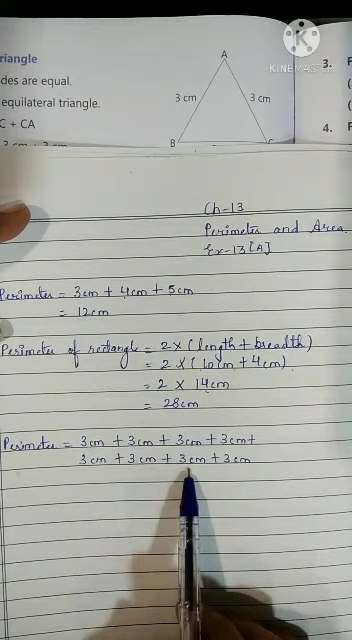 riangle
des are equal.
equilateral triangle.
C + CA
A
3 cm
3 cm
B
C
3.
4.
KINEMASTER
Ch-13
Perimeter and Area.
Ex-13[A]
Perimeter = 3cm + 4cm + 5cm
= 12cm
Perimeter of rectangle = 2×(length + breadth)
= 2 × (10cm + 4cm)
= 2 × 14cm
= 28cm
Perimeter = 3cm + 3cm + 3cm + 3cm+
3cm + 3cm + 3cm + 3cm